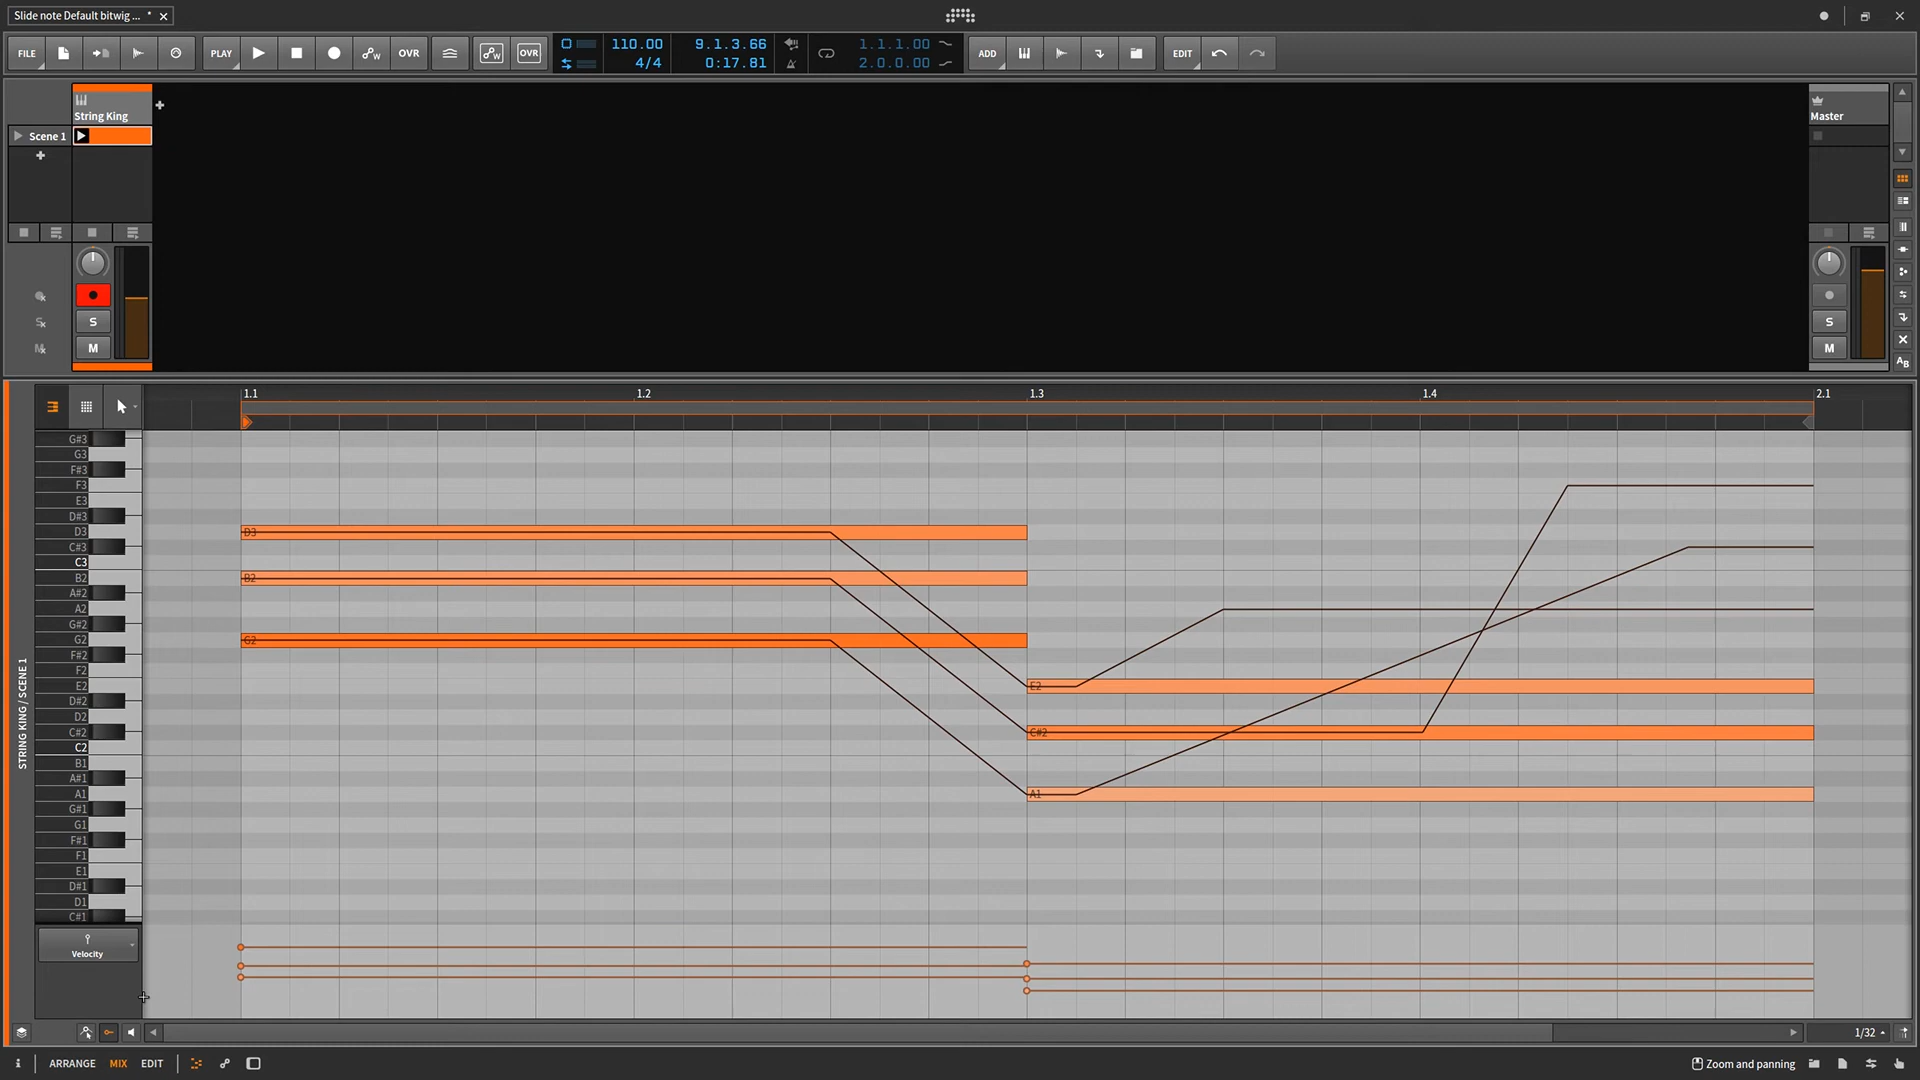 Slide note Default bitwig ... *
FILE
PLAY
OVR
OVR
110.00
4/4
9.1.3.66
0:17.81
1.1.1.00
2.0.0.00
ADD
EDIT
String King
Scene 1
Master
S
M
S
M
AB
1.1
1.2
1.3
1.4
2.1
STRING KING / SCENE 1
G#3
G3
F#3
F3
E3
D#3
D3
D3
C#3
C3
B2
B2
A#2
A2
G#2
G2
G2
F#2
F2
E2
E2
D#2
D2
C#2
C#2
C2
B1
A#1
A1
A1
G#1
G1
F#1
F1
E1
D#1
D1
C#1
Velocity
1/32
i
ARRANGE
MIX
EDIT
Zoom and panning